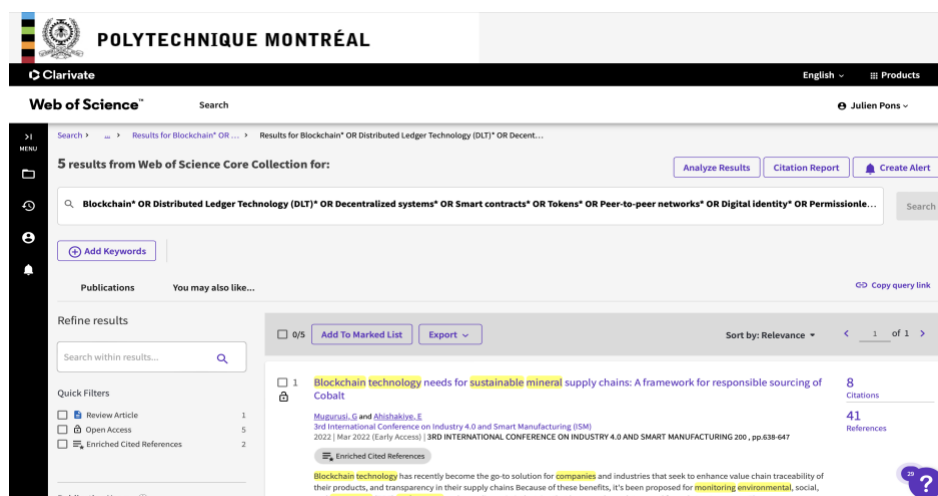 POLYTECHNIQUE MONTRÉAL
Clarivate
English
Products
Web of Science™
Search
Julien Pons
MENU
Search > ... > Results for Blockchain* OR ... > Results for Blockchain* OR Distributed Ledger Technology (DLT)* OR Decent...
5 results from Web of Science Core Collection for:
Analyze Results
Citation Report
Create Alert
Blockchain* OR Distributed Ledger Technology (DLT)* OR Decentralized systems* OR Smart contracts* OR Tokens* OR Peer-to-peer networks* OR Digital identity* OR Permissionle...
Search
Add Keywords
Publications
You may also like...
Copy query link
Refine results
Search within results...
Quick Filters
Review Article 1
Open Access 5
Enriched Cited References 2
0/5
Add To Marked List
Export
Sort by: Relevance
1 of 1
1
Blockchain technology needs for sustainable mineral supply chains: A framework for responsible sourcing of
Cobalt
Mugurusi, G and Ahishakiye, E
3rd International Conference on Industry 4.0 and Smart Manufacturing (ISM)
2022 | Mar 2022 (Early Access) | 3RD INTERNATIONAL CONFERENCE ON INDUSTRY 4.0 AND SMART MANUFACTURING 200 , pp.638-647
Enriched Cited References
Blockchain technology has recently become the go-to solution for companies and industries that seek to enhance value chain traceability of
their products, and transparency in their supply chains Because of these benefits, it's been proposed for monitoring environmental, social,
8
Citations
41
References
29
?